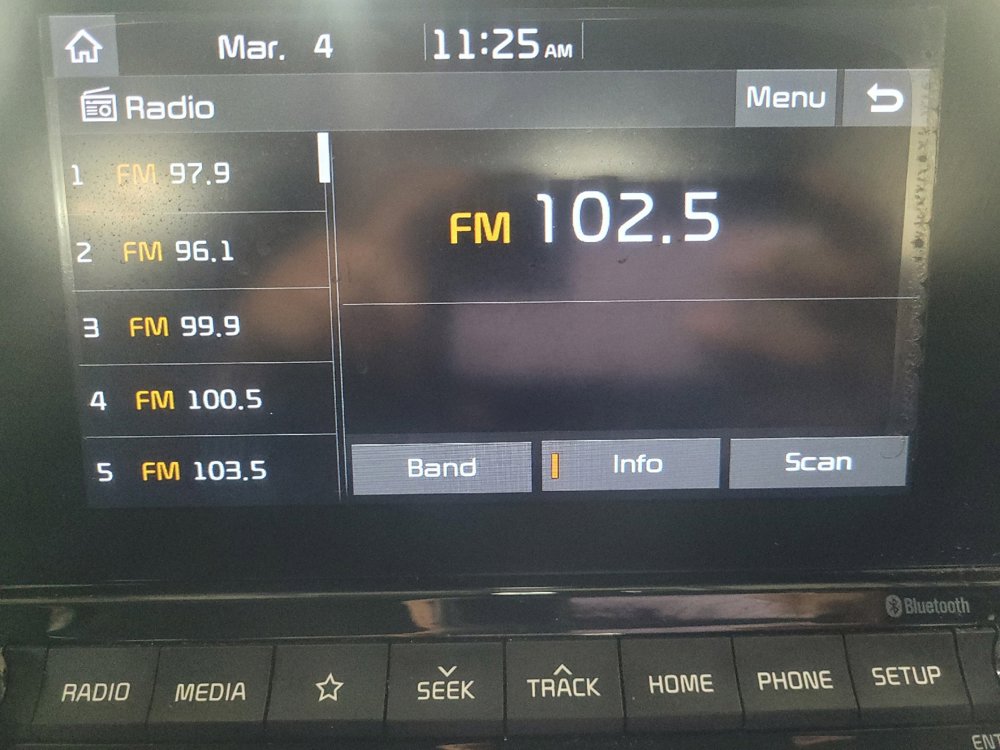 Mar. 4 11:25 AM
Radio Menu
1 FM 97.9
2 FM 96.1
3 FM 99.9
4 FM 100.5
5 FM 103.5
FM 102.5
Band Info Scan
Bluetooth
RADIO MEDIA SEEK TRACK HOME PHONE SETUP